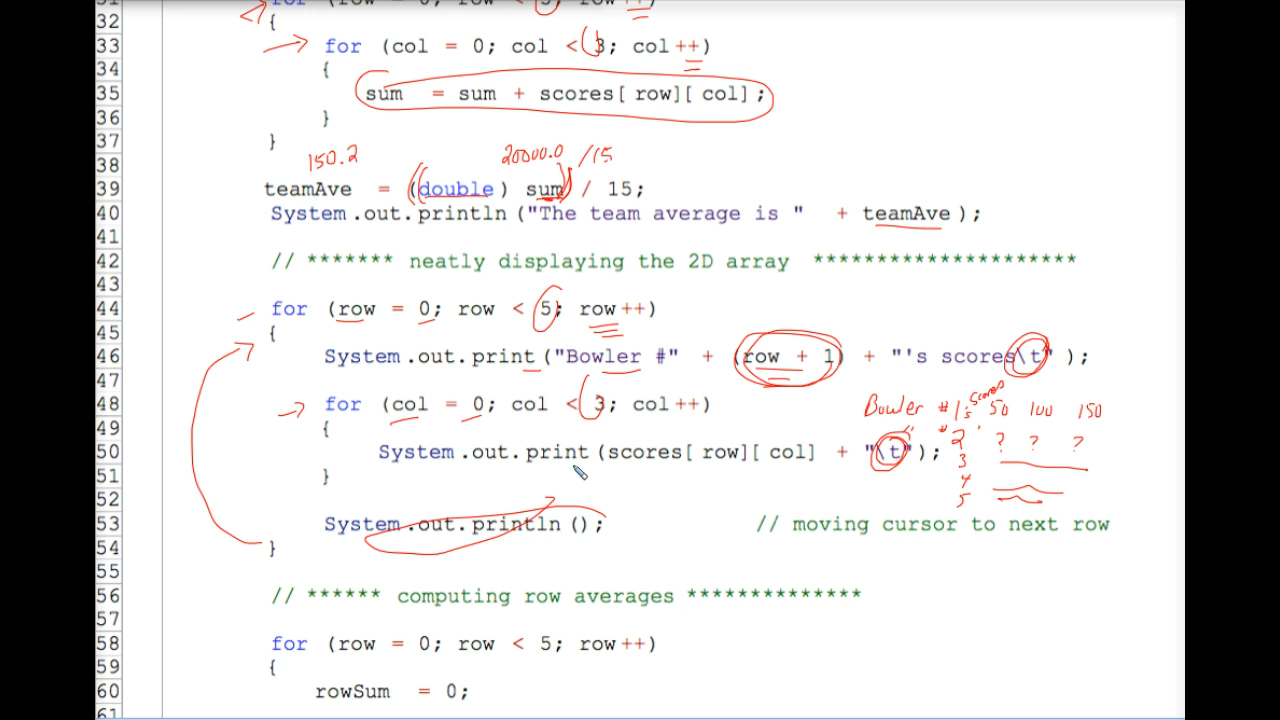 31 for (row = 0; row < 5; row++)
32 {
33 for (col = 0; col < 3; col++)
34 {
35 sum = sum + scores[ row][ col];
36 }
37 }
38 150.2 20000.0 /15
39 teamAve = (double) sum / 15;
40 System.out.println("The team average is " + teamAve);
41
42 // ******* neatly displaying the 2D array **********************
43
44 for (row = 0; row < 5; row++)
45 {
46 System.out.print("Bowler #" + (row + 1) + "'s scores\t" );
47
48 for (col = 0; col < 3; col++)
Bowler #1's scores 50 100 150
49 {
" # 2 ? ? ?
50 System.out.print(scores[ row][ col] + "\t");
3
51 }
4
52
5
53 System.out.println(); // moving cursor to next row
54 }
55
56 // ****** computing row averages **************
57
58 for (row = 0; row < 5; row++)
59 {
60 rowSum = 0;
61